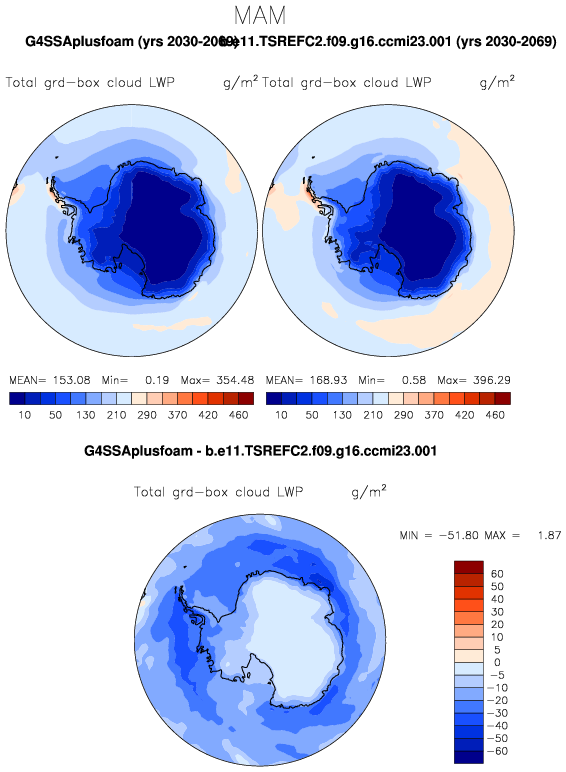 MAM
G4SSAplusfoam (yrs 2030-2069) b.e11.TSREFC2.f09.g16.ccmi23.001 (yrs 2030-2069)
Total grd-box cloud LWP g/m² Total grd-box cloud LWP g/m²
MEAN= 153.08 Min= 0.19 Max= 354.48 MEAN= 168.93 Min= 0.58 Max= 396.29
10 50 130 210 290 370 420 460 10 50 130 210 290 370 420 460
G4SSAplusfoam - b.e11.TSREFC2.f09.g16.ccmi23.001
Total grd-box cloud LWP g/m²
MIN = -51.80 MAX = 1.87
60
50
40
30
20
10
5
0
-5
-10
-20
-30
-40
-50
-60